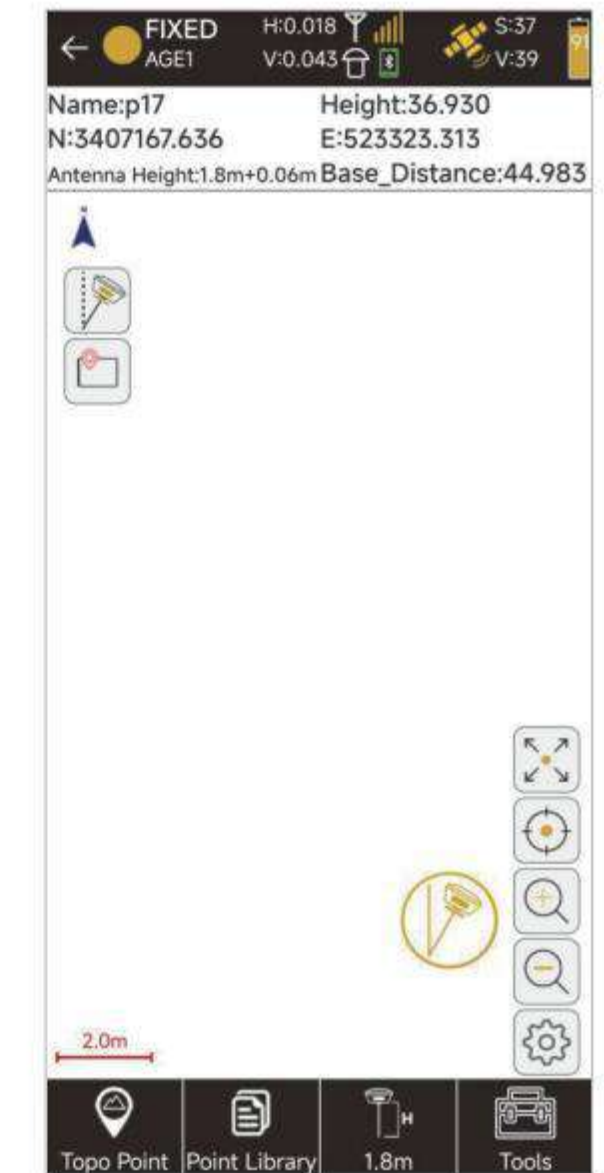 FIXED H:0.018 S:37 91
AGE1 V:0.043 V:39
Name:p17 Height:36.930
N:3407167.636 E:523323.313
Antenna Height:1.8m+0.06m Base_Distance:44.983
N
2.0m
H
Topo Point Point Library 1.8m Tools